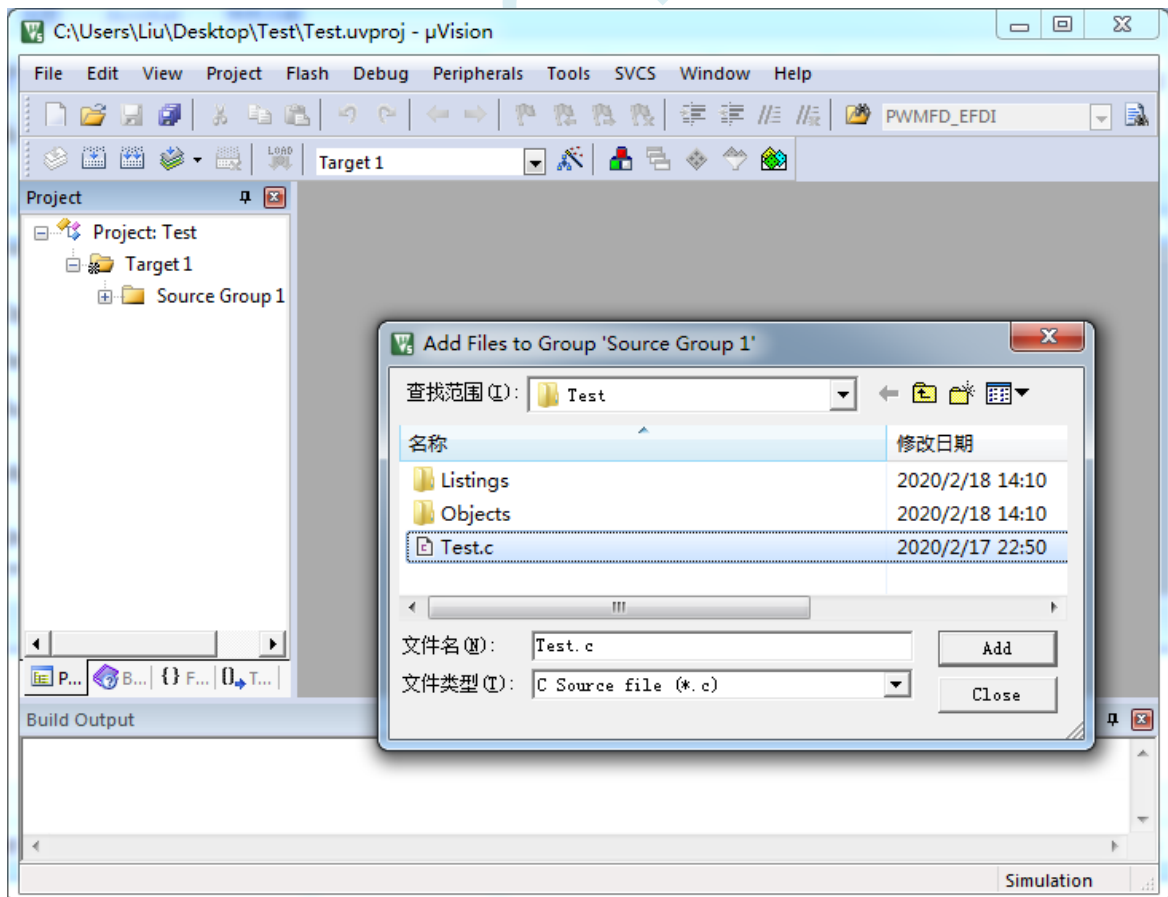 C:\Users\Liu\Desktop\Test\Test.uvproj - µVision
File Edit View Project Flash Debug Peripherals Tools SVCS Window Help
PWMFD_EFDI
LOAD
Target 1
Project
Project: Test
Target 1
Source Group 1
Add Files to Group 'Source Group 1'
查找范围(I): Test
名称 修改日期
Listings 2020/2/18 14:10
Objects 2020/2/18 14:10
Test.c 2020/2/17 22:50
文件名(N): Test.c Add
文件类型(T): C Source file (*.c) Close
P... B... {} F... 0 T...
Build Output
Simulation